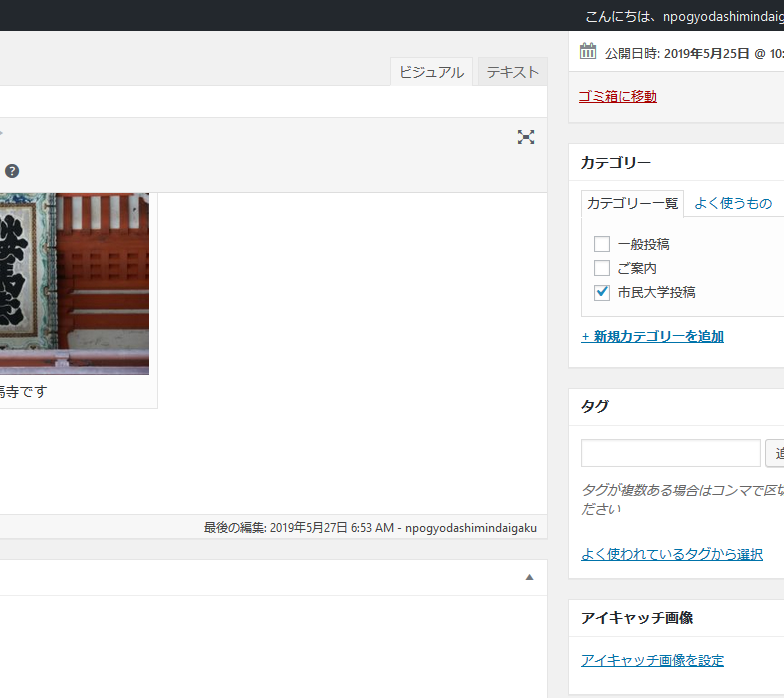 こんにちは、npogyodashimindaig
公開日時: 2019年5月25日 @ 10:
ビジュアル テキスト
ゴミ箱に移動
カテゴリー
カテゴリー一覧 よく使うもの
一般投稿
ご案内
市民大学投稿
+ 新規カテゴリーを追加
馬寺です
タグ
追
タグが複数ある場合はコンマで区切
ださい
最後の編集: 2019年5月27日 6:53 AM - npogyodashimindaigaku
よく使われているタグから選択
アイキャッチ画像
アイキャッチ画像を設定